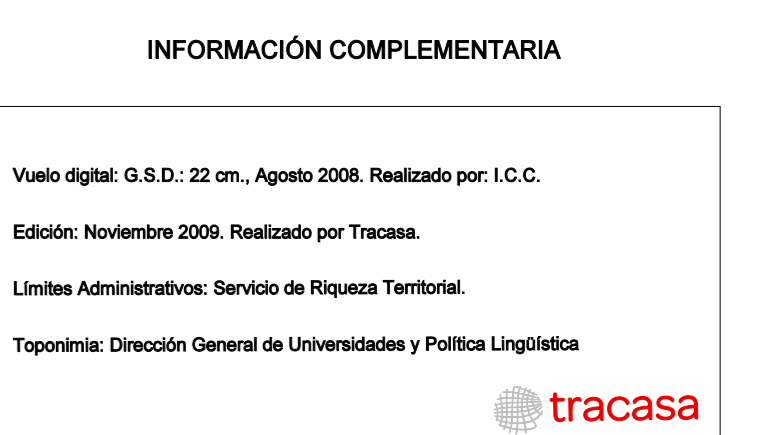 INFORMACIÓN COMPLEMENTARIA
Vuelo digital: G.S.D.: 22 cm., Agosto 2008. Realizado por: I.C.C.
Edición: Noviembre 2009. Realizado por Tracasa.
Límites Administrativos: Servicio de Riqueza Territorial.
Toponimia: Dirección General de Universidades y Política Lingüística
tracasa